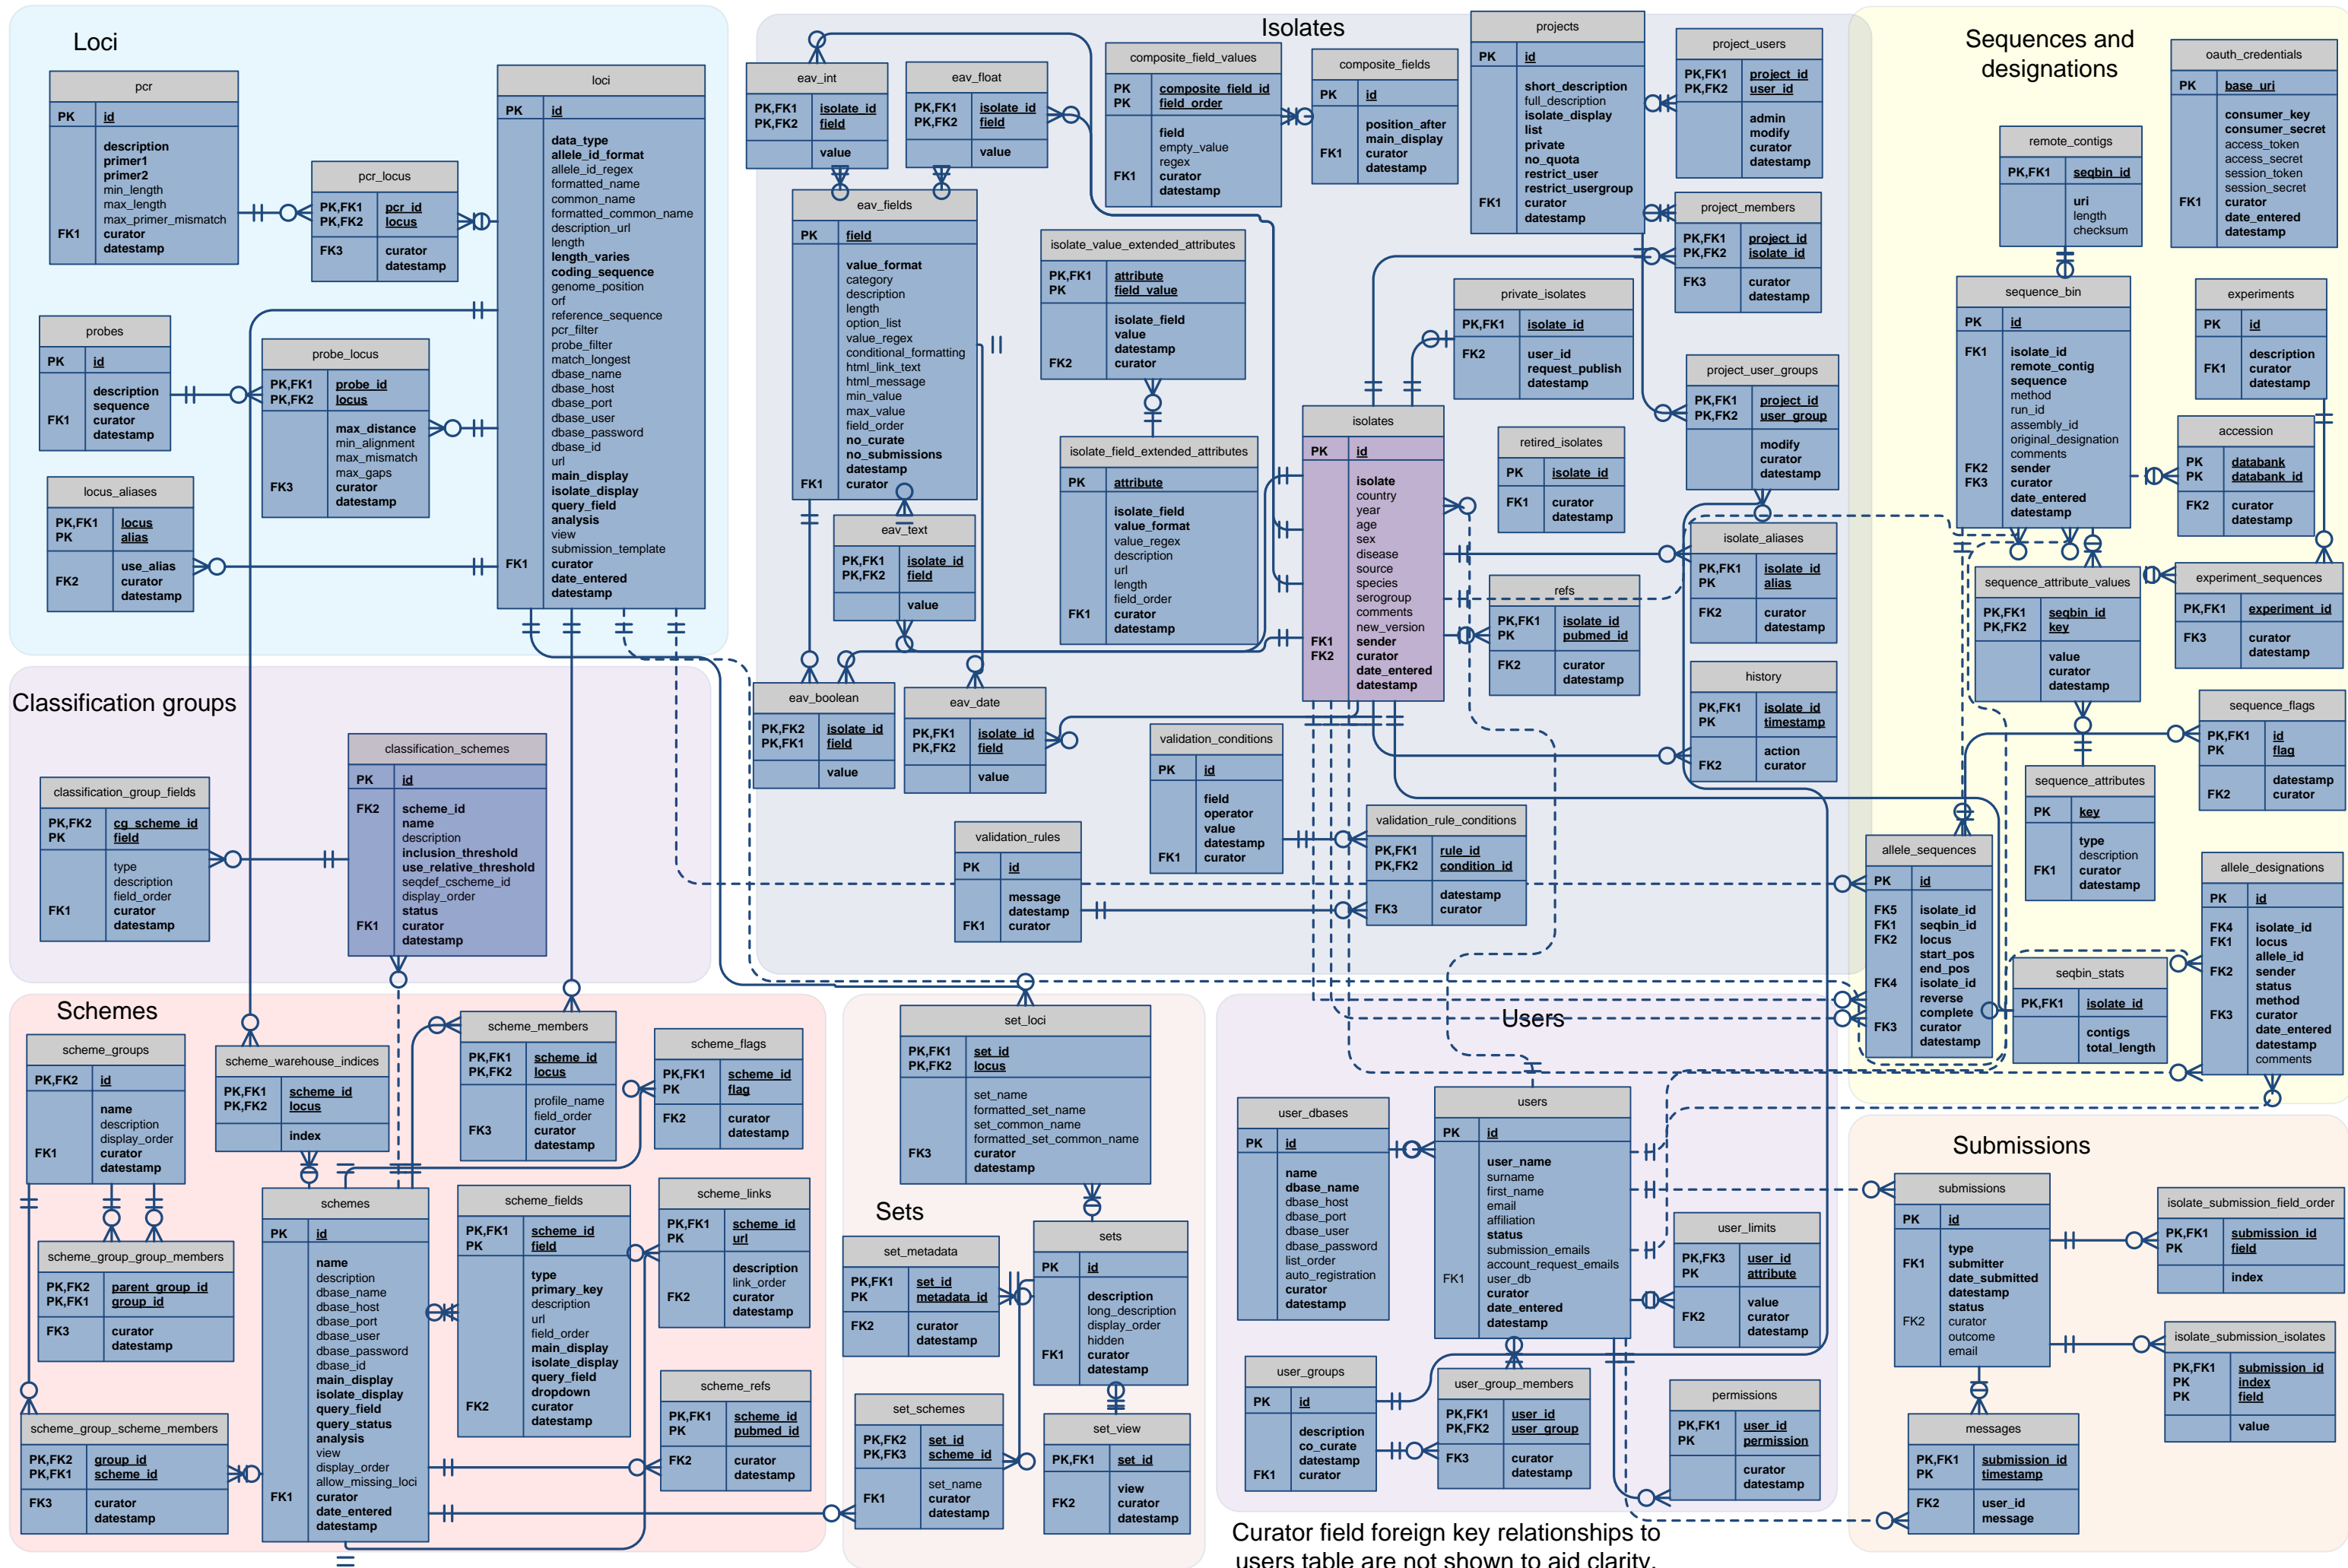 Loci
pcr
PK id
description
primer1
primer2
min_length
max_length
max_primer_mismatch
FK1 curator
datestamp
pcr_locus
PK,FK1 pcr_id
PK,FK2 locus
FK3 curator
datestamp
probes
PK id
description
sequence
FK1 curator
datestamp
probe_locus
PK,FK1 probe_id
PK,FK2 locus
max_distance
min_alignment
max_mismatch
max_gaps
FK3 curator
datestamp
locus_aliases
PK,FK1 locus
PK alias
use_alias
FK2 curator
datestamp
loci
PK id
data_type
allele_id_format
allele_id_regex
formatted_name
common_name
formatted_common_name
description_url
length
length_varies
coding_sequence
genome_position
orf
reference_sequence
pcr_filter
probe_filter
match_longest
dbase_name
dbase_host
dbase_port
dbase_user
dbase_password
dbase_id
url
main_display
isolate_display
query_field
analysis
view
submission_template
FK1 curator
date_entered
datestamp
Classification groups
classification_group_fields
PK,FK2 cg_scheme_id
PK field
type
description
field_order
FK1 curator
datestamp
classification_schemes
PK id
FK2 scheme_id
name
description
inclusion_threshold
use_relative_threshold
seqdef_cscheme_id
display_order
status
FK1 curator
datestamp
Schemes
scheme_groups
PK,FK2 id
name
description
display_order
FK1 curator
datestamp
scheme_warehouse_indices
PK,FK1 scheme_id
PK,FK2 locus
index
scheme_members
PK,FK1 scheme_id
PK,FK2 locus
profile_name
field_order
FK3 curator
datestamp
scheme_flags
PK,FK1 scheme_id
PK flag
FK2 curator
datestamp
scheme_group_group_members
PK,FK2 parent_group_id
PK,FK1 group_id
FK3 curator
datestamp
scheme_group_scheme_members
PK,FK2 group_id
PK,FK1 scheme_id
FK3 curator
datestamp
schemes
PK id
name
description
dbase_name
dbase_host
dbase_port
dbase_user
dbase_password
dbase_id
main_display
isolate_display
query_field
query_status
analysis
view
display_order
allow_missing_loci
FK1 curator
date_entered
datestamp
scheme_fields
PK,FK1 scheme_id
PK field
type
primary_key
description
url
field_order
main_display
isolate_display
query_field
dropdown
FK2 curator
datestamp
scheme_links
PK,FK1 scheme_id
PK url
description
link_order
FK2 curator
datestamp
scheme_refs
PK,FK1 scheme_id
PK pubmed_id
FK2 curator
datestamp
Isolates
eav_int
PK,FK1 isolate_id
PK,FK2 field
value
eav_float
PK,FK1 isolate_id
PK,FK2 field
value
eav_fields
PK field
value_format
category
description
length
option_list
value_regex
conditional_formatting
html_link_text
html_message
min_value
max_value
field_order
no_curate
no_submissions
datestamp
FK1 curator
eav_text
PK,FK1 isolate_id
PK,FK2 field
value
eav_boolean
PK,FK2 isolate_id
PK,FK1 field
value
eav_date
PK,FK1 isolate_id
PK,FK2 field
value
composite_field_values
PK composite_field_id
PK field_order
field
empty_value
regex
FK1 curator
datestamp
composite_fields
PK id
position_after
main_display
FK1 curator
datestamp
isolate_value_extended_attributes
PK,FK1 attribute
PK field_value
isolate_field
value
datestamp
FK2 curator
isolate_field_extended_attributes
PK attribute
isolate_field
value_format
value_regex
description
url
length
field_order
FK1 curator
datestamp
projects
PK id
short_description
full_description
isolate_display
list
private
no_quota
restrict_user
restrict_usergroup
FK1 curator
datestamp
project_users
PK,FK1 project_id
PK,FK2 user_id
admin
modify
curator
datestamp
project_members
PK,FK1 project_id
PK,FK2 isolate_id
FK3 curator
datestamp
private_isolates
PK,FK1 isolate_id
FK2 user_id
request_publish
datestamp
project_user_groups
PK,FK1 project_id
PK,FK2 user_group
modify
curator
datestamp
isolates
PK id
isolate
country
year
age
sex
disease
source
species
serogroup
comments
new_version
FK1 sender
FK2 curator
date_entered
datestamp
retired_isolates
PK isolate_id
FK1 curator
datestamp
isolate_aliases
PK,FK1 isolate_id
PK alias
FK2 curator
datestamp
refs
PK,FK1 isolate_id
PK pubmed_id
FK2 curator
datestamp
history
PK,FK1 isolate_id
PK timestamp
action
FK2 curator
validation_conditions
PK id
field
operator
value
datestamp
FK1 curator
validation_rules
PK id
message
datestamp
FK1 curator
validation_rule_conditions
PK,FK1 rule_id
PK,FK2 condition_id
datestamp
FK3 curator
Sets
set_loci
PK,FK1 set_id
PK,FK2 locus
set_name
formatted_set_name
set_common_name
formatted_set_common_name
FK3 curator
datestamp
set_metadata
PK,FK1 set_id
PK metadata_id
FK2 curator
datestamp
sets
PK id
description
long_description
display_order
hidden
FK1 curator
datestamp
set_schemes
PK,FK2 set_id
PK,FK3 scheme_id
set_name
FK1 curator
datestamp
set_view
PK,FK1 set_id
view
FK2 curator
datestamp
Users
user_dbases
PK id
name
dbase_name
dbase_host
dbase_port
dbase_user
dbase_password
list_order
auto_registration
curator
datestamp
users
PK id
user_name
surname
first_name
email
affiliation
status
submission_emails
account_request_emails
FK1 user_db
curator
date_entered
datestamp
user_limits
PK,FK3 user_id
PK attribute
value
FK2 curator
datestamp
user_groups
PK id
description
co_curate
datestamp
FK1 curator
user_group_members
PK,FK1 user_id
PK,FK2 user_group
FK3 curator
datestamp
permissions
PK,FK1 user_id
PK permission
curator
datestamp
Curator field foreign key relationships to
users table are not shown to aid clarity.
Sequences and
designations
oauth_credentials
PK base_uri
consumer_key
consumer_secret
access_token
access_secret
session_token
session_secret
FK1 curator
date_entered
datestamp
remote_contigs
PK,FK1 seqbin_id
uri
length
checksum
sequence_bin
PK id
FK1 isolate_id
remote_contig
sequence
method
run_id
assembly_id
original_designation
comments
FK2 sender
FK3 curator
date_entered
datestamp
experiments
PK id
description
FK1 curator
datestamp
accession
PK databank
PK databank_id
FK2 curator
datestamp
sequence_attribute_values
PK,FK1 seqbin_id
PK,FK2 key
value
curator
datestamp
experiment_sequences
PK,FK1 experiment_id
FK3 curator
datestamp
sequence_flags
PK,FK1 id
PK flag
datestamp
FK2 curator
sequence_attributes
PK key
type
description
FK1 curator
datestamp
allele_sequences
PK id
FK5 isolate_id
FK1 seqbin_id
FK2 locus
start_pos
end_pos
FK4 isolate_id
reverse
complete
FK3 curator
datestamp
allele_designations
PK id
FK4 isolate_id
FK1 locus
allele_id
FK2 sender
status
method
FK3 curator
date_entered
datestamp
comments
seqbin_stats
PK,FK1 isolate_id
contigs
total_length
Submissions
submissions
PK id
type
FK1 submitter
date_submitted
datestamp
status
FK2 curator
outcome
email
isolate_submission_field_order
PK,FK1 submission_id
PK field
index
isolate_submission_isolates
PK,FK1 submission_id
PK index
PK field
value
messages
PK,FK1 submission_id
PK timestamp
FK2 user_id
message